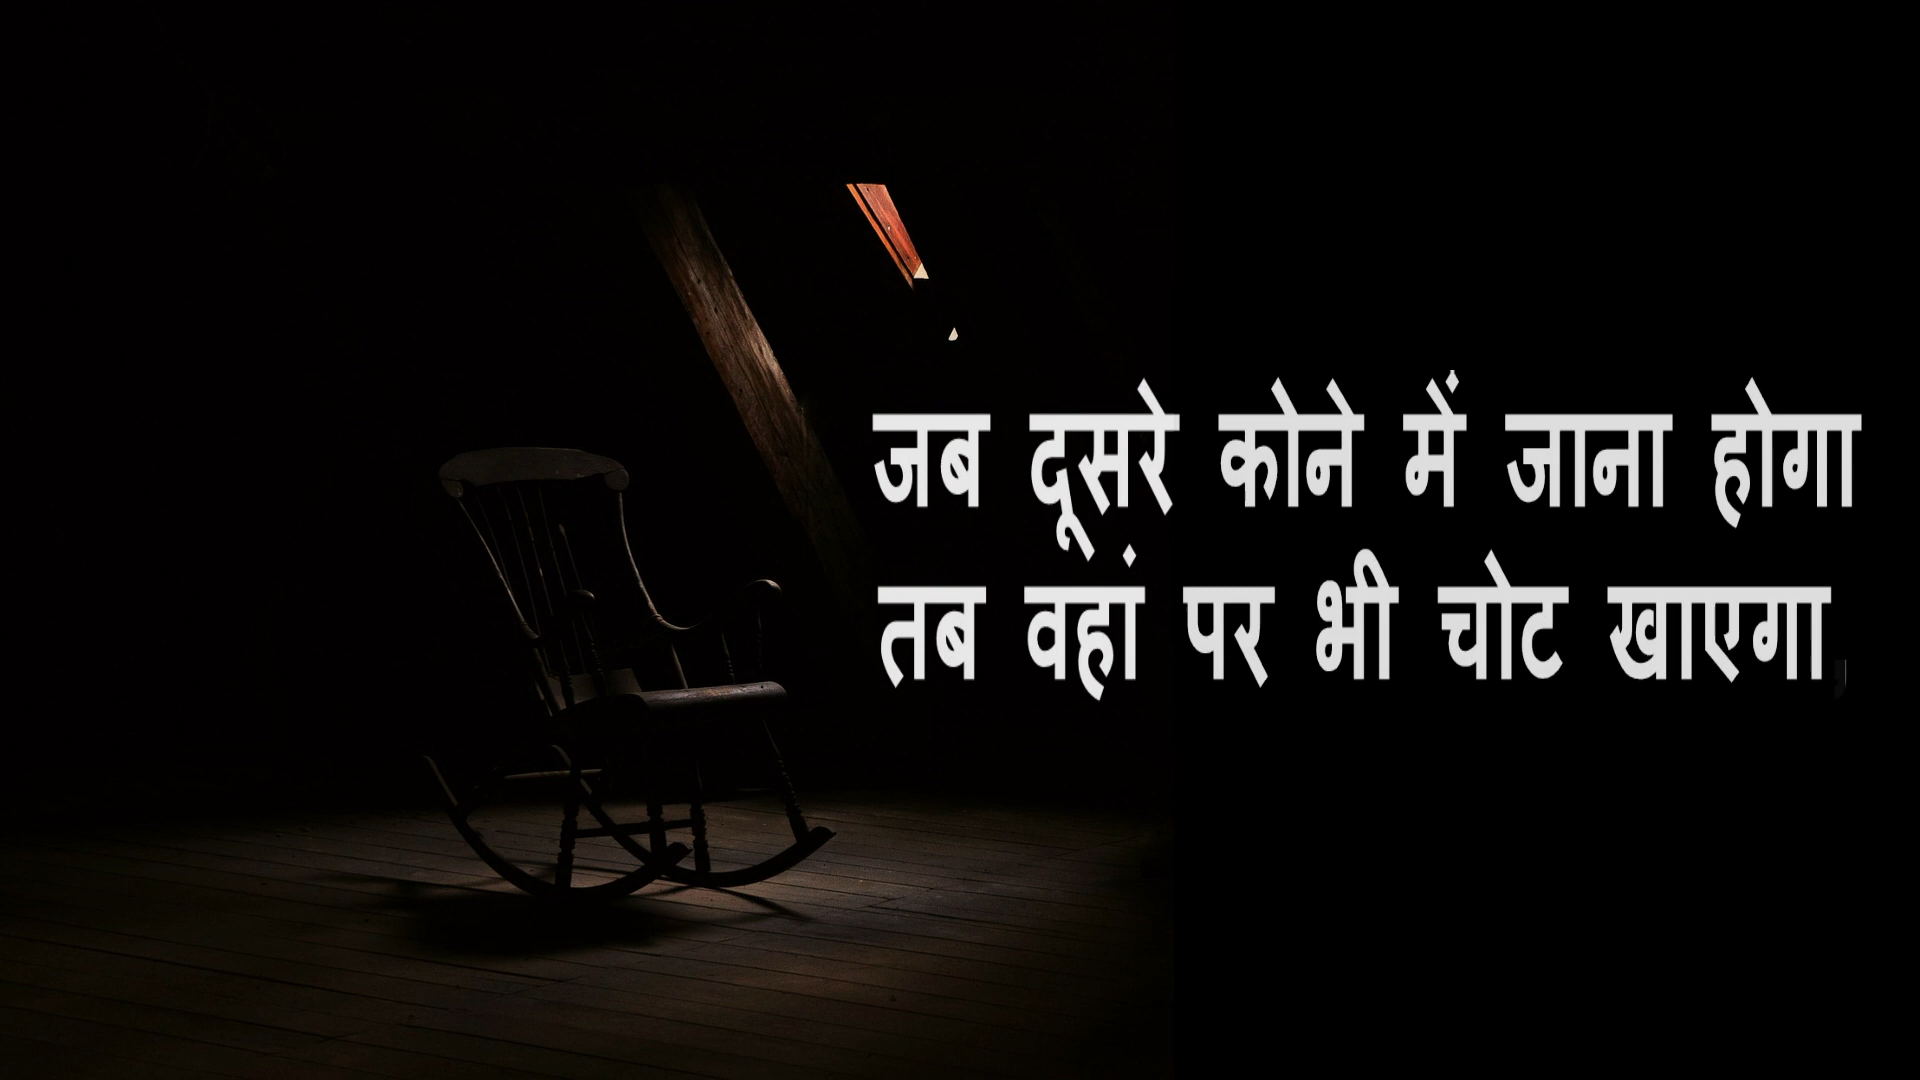 जब दूसरे कोने में जाना होगा
तब वहां पर भी चोट खाएगा,